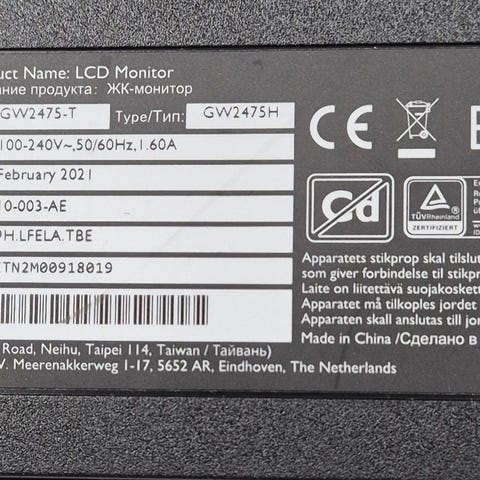 uct Name: LCD Monitor
ание продукта: ЖК-монитор
GW2475-T Type/Тип: GW2475H
100-240V~,50/60Hz,1.60A
February 2021
10-003-AE
H.LFELA.TBE
TN2M00918019
CE
Cd
TÜVRheinland
ZERTIFIZIERT
Apparatets stikprop skal tilslut
som giver forbindelse til stikp
Laite on liitettävä suojakosket
Apparatet må tilkoples jordet
Apparaten skall anslutas till jor
Made in China /Сделано в
Road, Neihu, Taipei 114, Taiwan / Тайвань)
V. Meerenakkerweg 1-17, 5652 AR, Eindhoven, The Netherlands